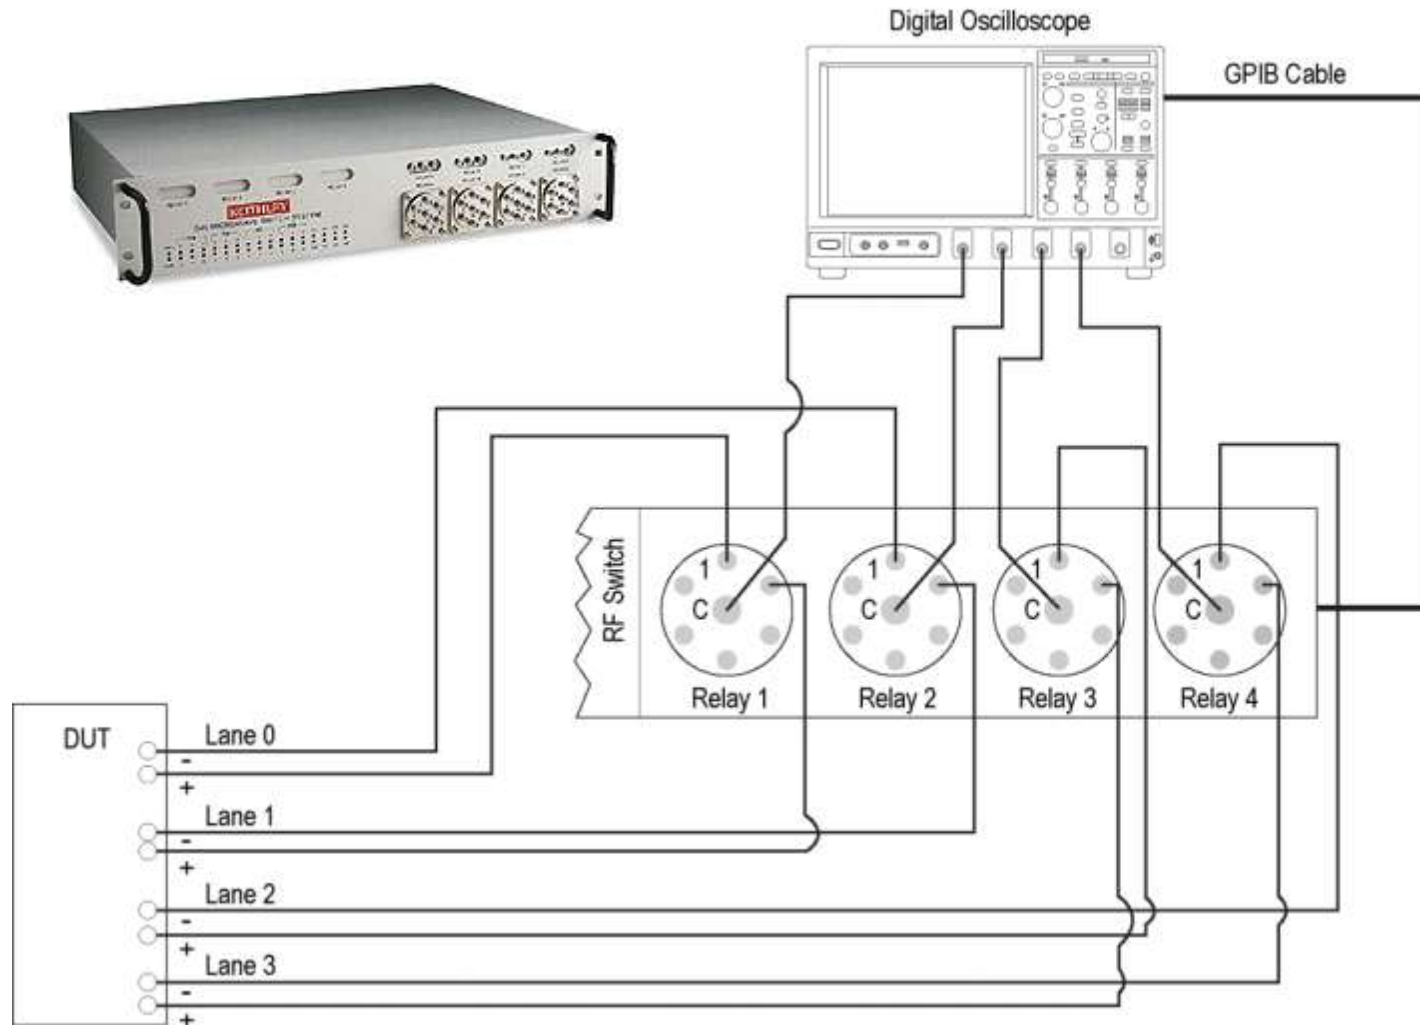 Digital Oscilloscope
GPIB Cable
KEITHLEY
RF Switch
1
C
Relay 1
1
C
Relay 2
1
C
Relay 3
1
C
Relay 4
DUT
Lane 0
-
+
Lane 1
-
+
Lane 2
-
+
Lane 3
-
+